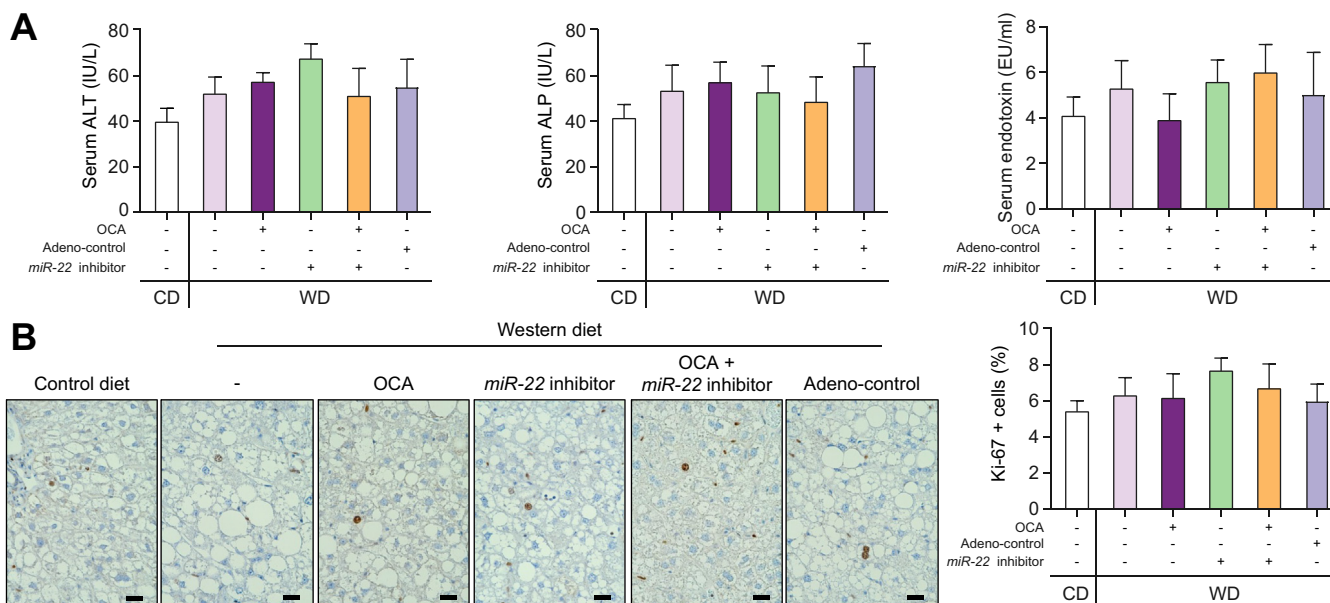 A
Serum ALT (IU/L)
80
60
40
20
0
OCA - - + - + -
Adeno-control - - - - - +
miR-22 inhibitor - - - + + -
CD WD
Serum ALP (IU/L)
80
60
40
20
0
OCA - - + - + -
Adeno-control - - - - - +
miR-22 inhibitor - - - + + -
CD WD
Serum endotoxin (EU/ml)
8
6
4
2
0
OCA - - + - + -
Adeno-control - - - - - +
miR-22 inhibitor - - - + + -
CD WD
B
Western diet
Control diet - OCA miR-22 inhibitor OCA + miR-22 inhibitor Adeno-control
Ki-67 + cells (%)
10
8
6
4
2
0
OCA - - + - + -
Adeno-control - - - - - +
miR-22 inhibitor - - - + + -
CD WD